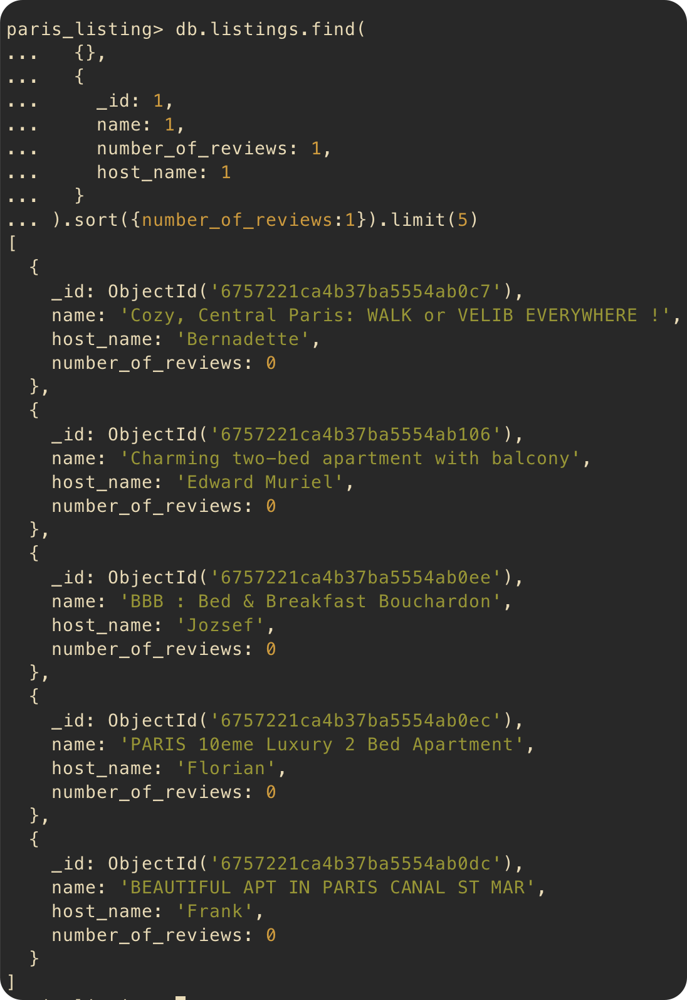 paris_listing> db.listings.find(
...   {},
...   {
...     _id: 1,
...     name: 1,
...     number_of_reviews: 1,
...     host_name: 1
...   }
... ).sort({number_of_reviews:1}).limit(5)
[
  {
    _id: ObjectId('6757221ca4b37ba5554ab0c7'),
    name: 'Cozy, Central Paris: WALK or VELIB EVERYWHERE !',
    host_name: 'Bernadette',
    number_of_reviews: 0
  },
  {
    _id: ObjectId('6757221ca4b37ba5554ab106'),
    name: 'Charming two-bed apartment with balcony',
    host_name: 'Edward Muriel',
    number_of_reviews: 0
  },
  {
    _id: ObjectId('6757221ca4b37ba5554ab0ee'),
    name: 'BBB : Bed & Breakfast Bouchardon',
    host_name: 'Jozsef',
    number_of_reviews: 0
  },
  {
    _id: ObjectId('6757221ca4b37ba5554ab0ec'),
    name: 'PARIS 10eme Luxury 2 Bed Apartment',
    host_name: 'Florian',
    number_of_reviews: 0
  },
  {
    _id: ObjectId('6757221ca4b37ba5554ab0dc'),
    name: 'BEAUTIFUL APT IN PARIS CANAL ST MAR',
    host_name: 'Frank',
    number_of_reviews: 0
  }
]